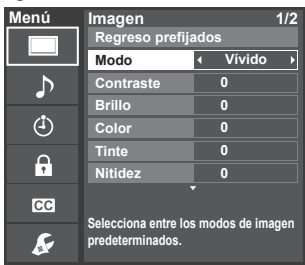 Menú
Imagen 1/2
Regreso prefijados
Modo Vívido
Contraste 0
Brillo 0
Color 0
Tinte 0
Nitidez 0
CC
Selecciona entre los modos de imagen
predeterminados.